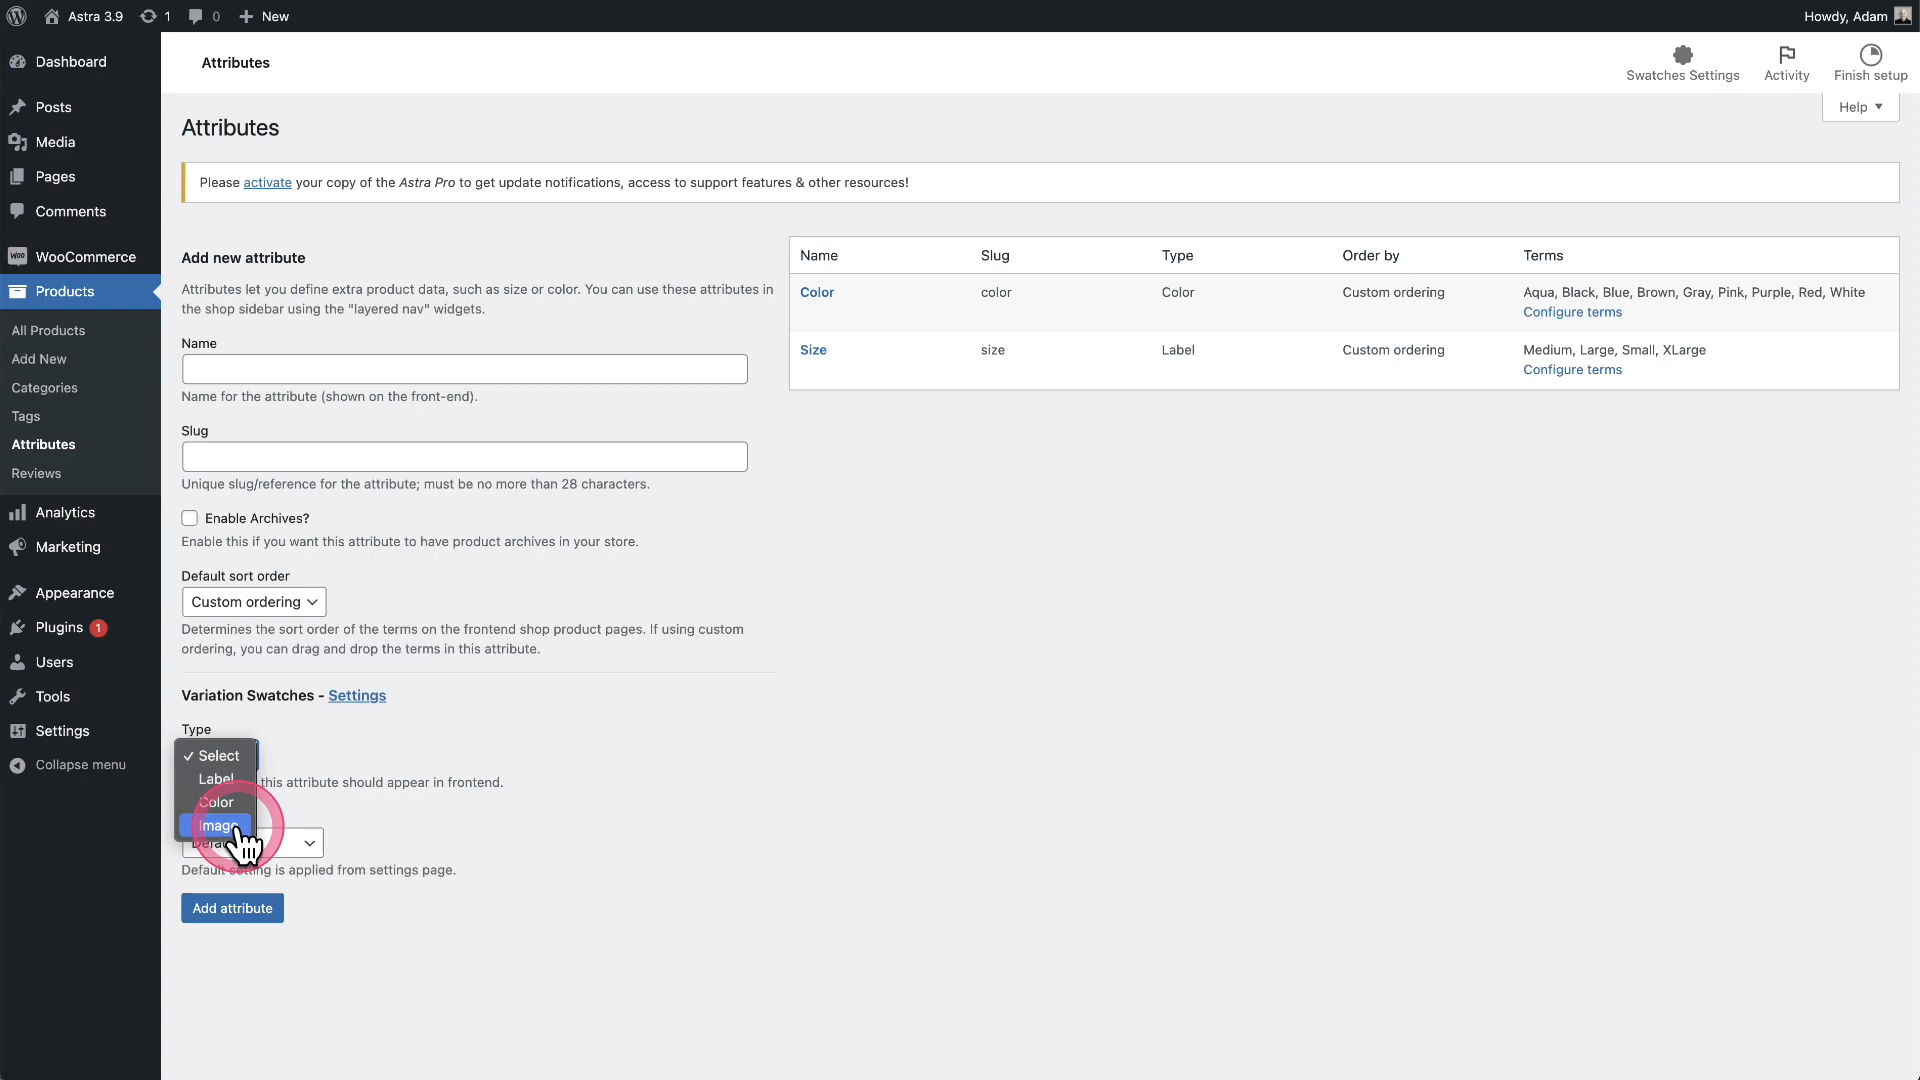 Astra 3.9
1
0
New
Howdy, Adam
Dashboard
Posts
Media
Pages
Comments
Woo
WooCommerce
Products
All Products
Add New
Categories
Tags
Attributes
Reviews
Analytics
Marketing
Appearance
Plugins 1
Users
Tools
Settings
Collapse menu
Attributes
Swatches Settings
Activity
Finish setup
Help
Attributes
Please activate your copy of the Astra Pro to get update notifications, access to support features & other resources!
Add new attribute
Attributes let you define extra product data, such as size or color. You can use these attributes in
the shop sidebar using the "layered nav" widgets.
Name
Name for the attribute (shown on the front-end).
Slug
Unique slug/reference for the attribute; must be no more than 28 characters.
Enable Archives?
Enable this if you want this attribute to have product archives in your store.
Default sort order
Custom ordering
Determines the sort order of the terms on the frontend shop product pages. If using custom
ordering, you can drag and drop the terms in this attribute.
Variation Swatches - Settings
Type
Select
Label
this attribute should appear in frontend.
Color
Image
Default setting is applied from settings page.
Add attribute
Name Slug Type Order by Terms
Color color Color Custom ordering Aqua, Black, Blue, Brown, Gray, Pink, Purple, Red, White
Configure terms
Size size Label Custom ordering Medium, Large, Small, XLarge
Configure terms